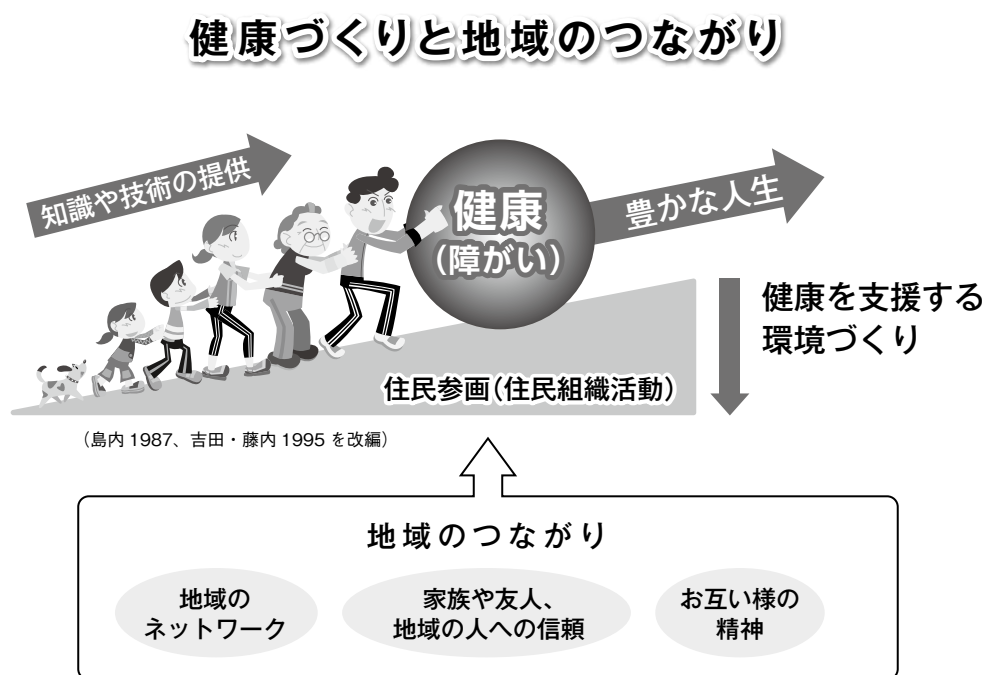 健康づくりと地域のつながり
知識や技術の提供
健康
（障がい）
豊かな人生
健康を支援する
環境づくり
住民参画（住民組織活動）
（島内 1987、吉田・藤内 1995 を改編）
地域のつながり
地域の
ネットワーク
家族や友人、
地域の人への信頼
お互い様の
精神